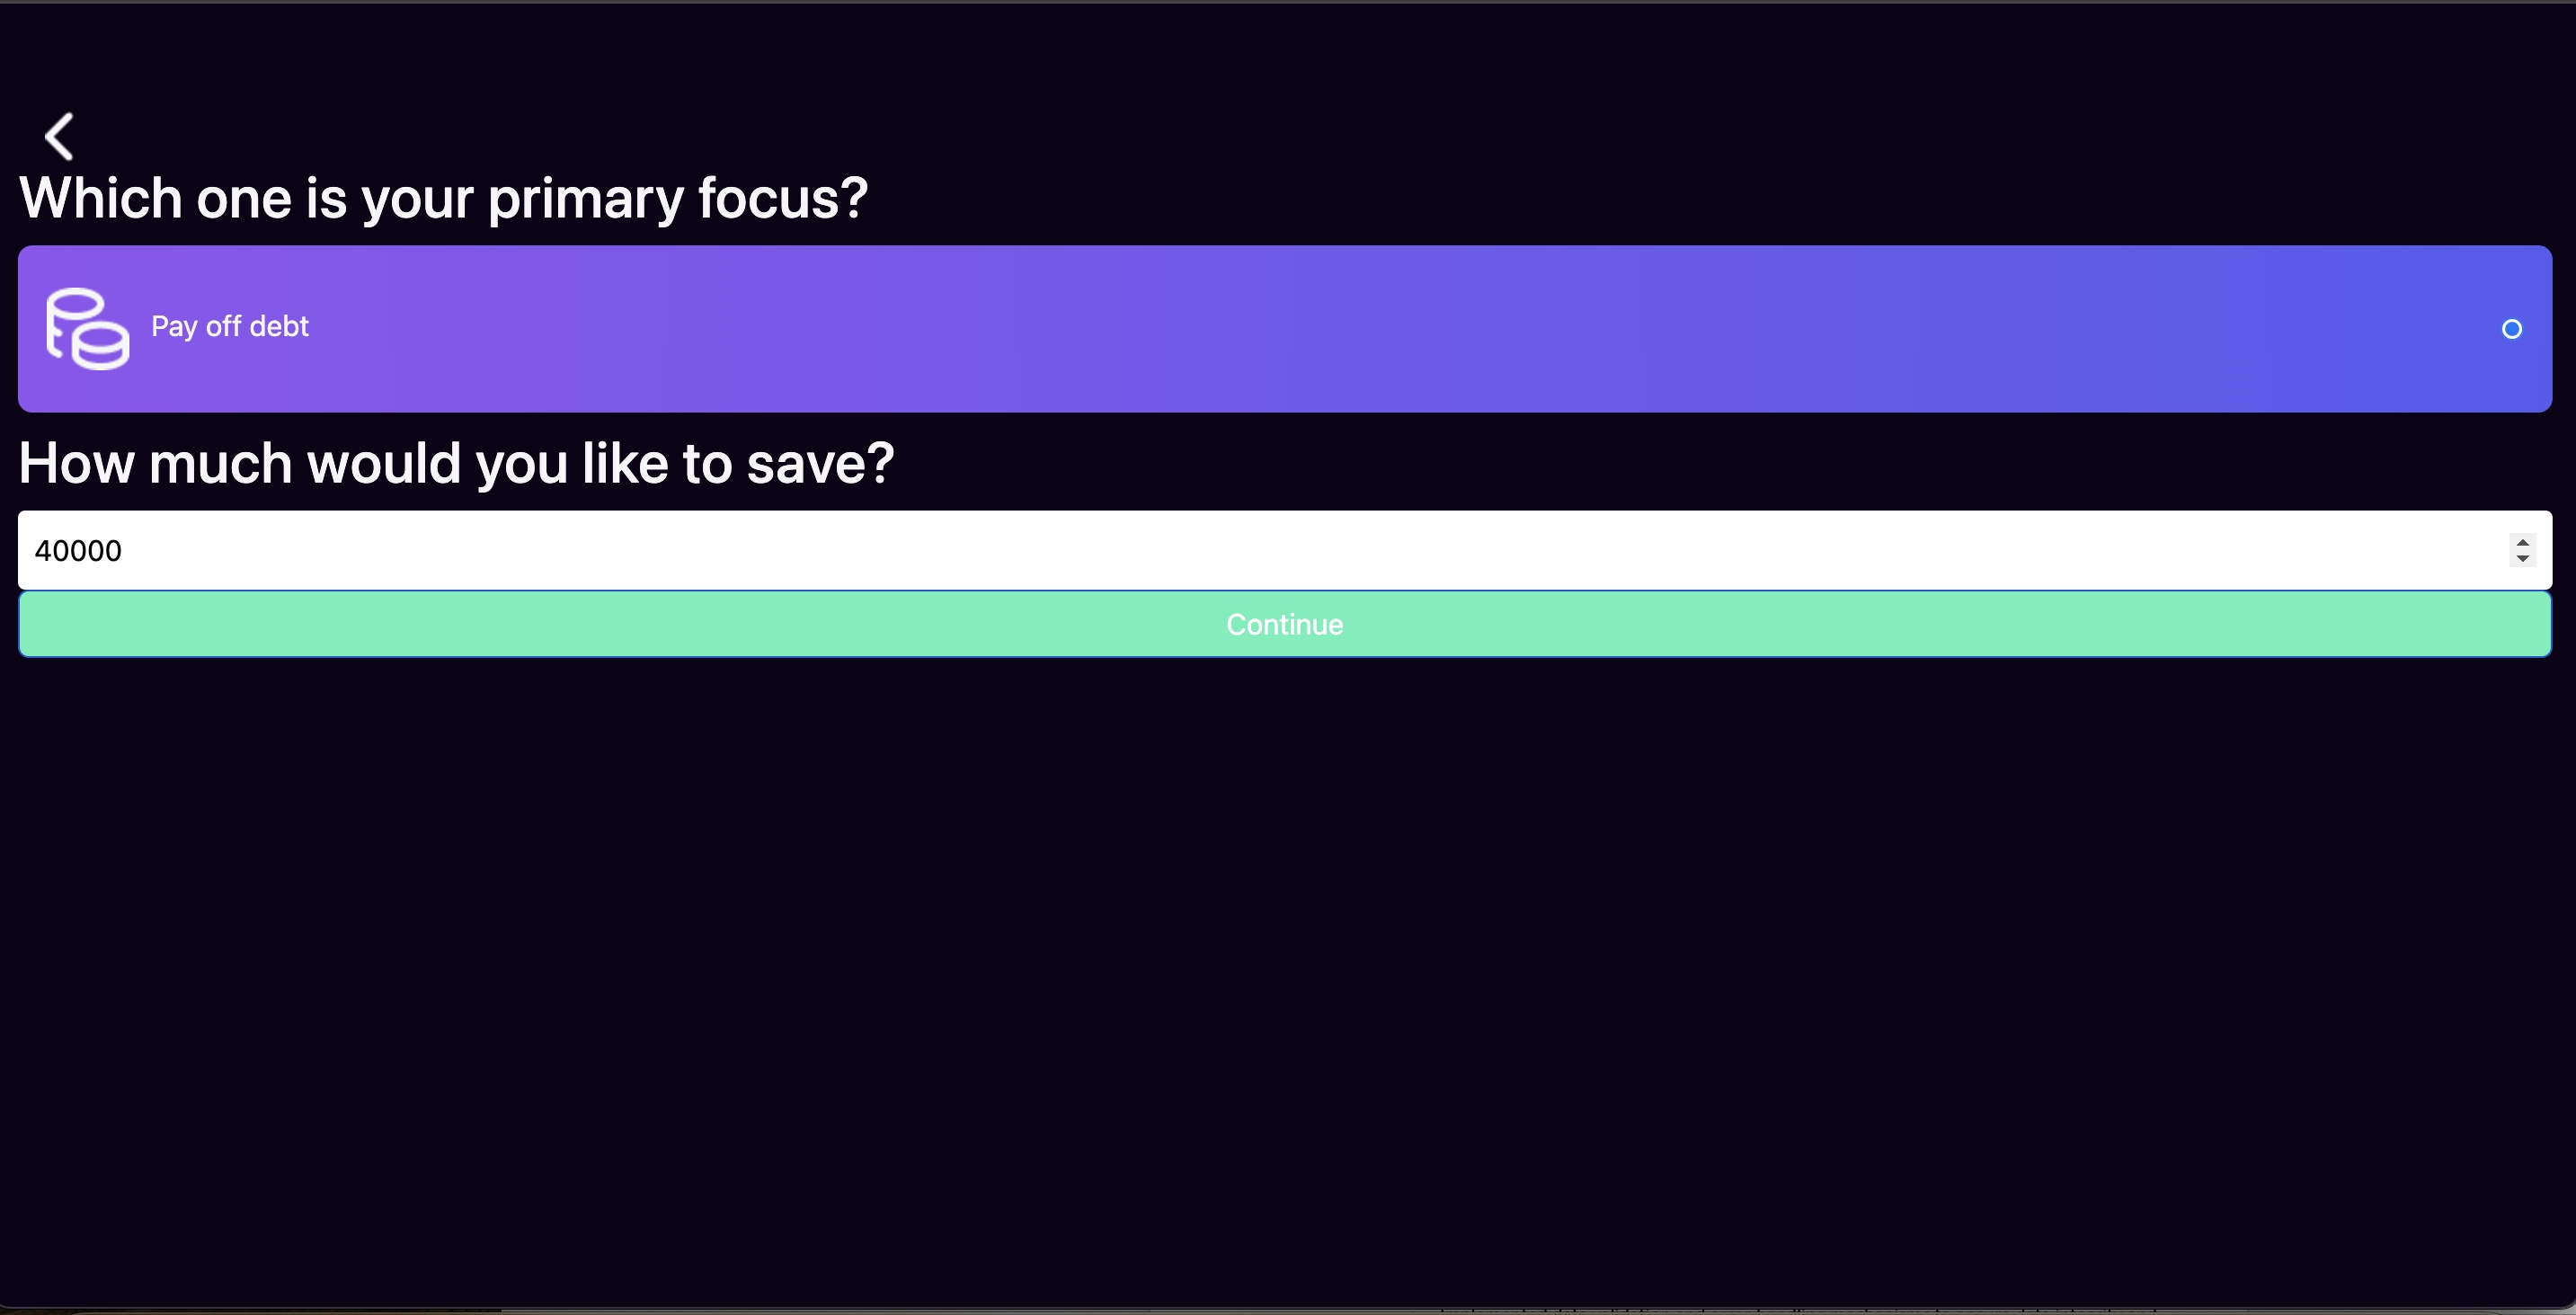 Which one is your primary focus?
Pay off debt
How much would you like to save?
40000
Continue